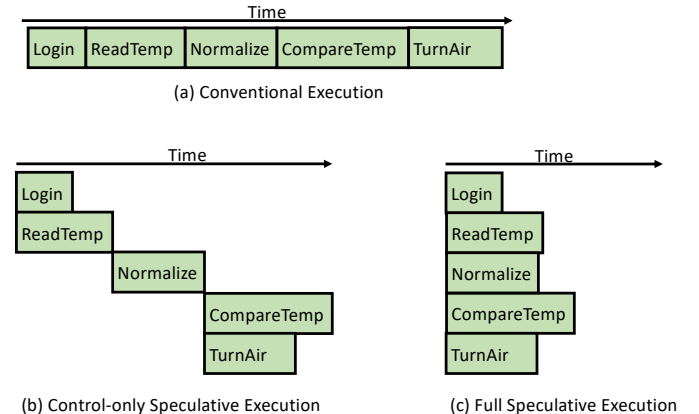 Time
Login ReadTemp Normalize CompareTemp TurnAir
(a) Conventional Execution
Time
Login
ReadTemp
Normalize
CompareTemp
TurnAir
(b) Control-only Speculative Execution
Time
Login
ReadTemp
Normalize
CompareTemp
TurnAir
(c) Full Speculative Execution